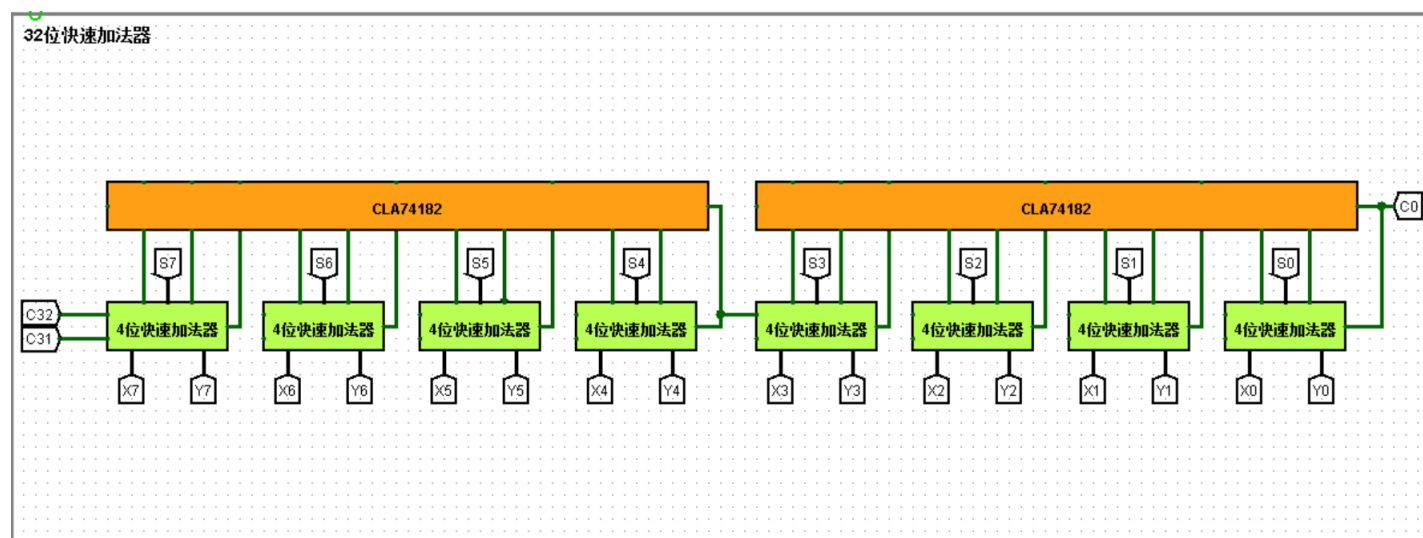 32位快速加法器
CLA74182 CLA74182 C0
S7 S6 S5 S4 S3 S2 S1 S0
C32
4位快速加法器 4位快速加法器 4位快速加法器 4位快速加法器 4位快速加法器 4位快速加法器 4位快速加法器 4位快速加法器
C31
X7 Y7 X6 Y6 X5 Y5 X4 Y4 X3 Y3 X2 Y2 X1 Y1 X0 Y0